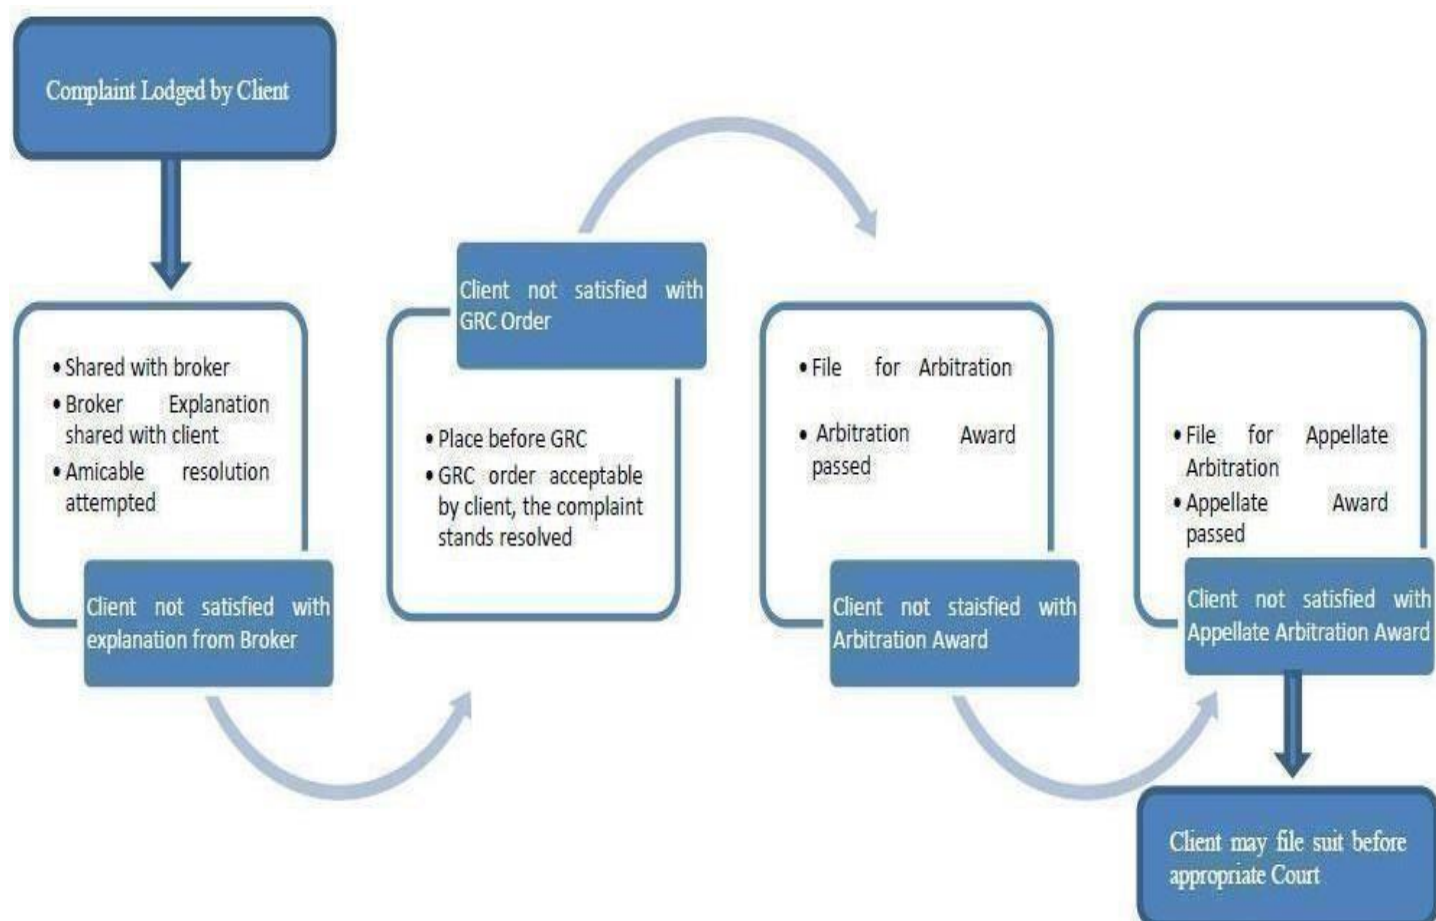 Complaint Lodged by Client
• Shared with broker
• Broker Explanation
shared with client
• Amicable resolution
attempted
Client not satisfied with
explanation from Broker
Client not satisfied with
GRC Order
• Place before GRC
• GRC order acceptable
by client, the complaint
stands resolved
• File for Arbitration
• Arbitration Award
passed
Client not staisfied with
Arbitration Award
• File for Appellate
Arbitration
• Appellate Award
passed
Client not satisfied with
Appellate Arbitration Award
Client may file suit before
appropriate Court